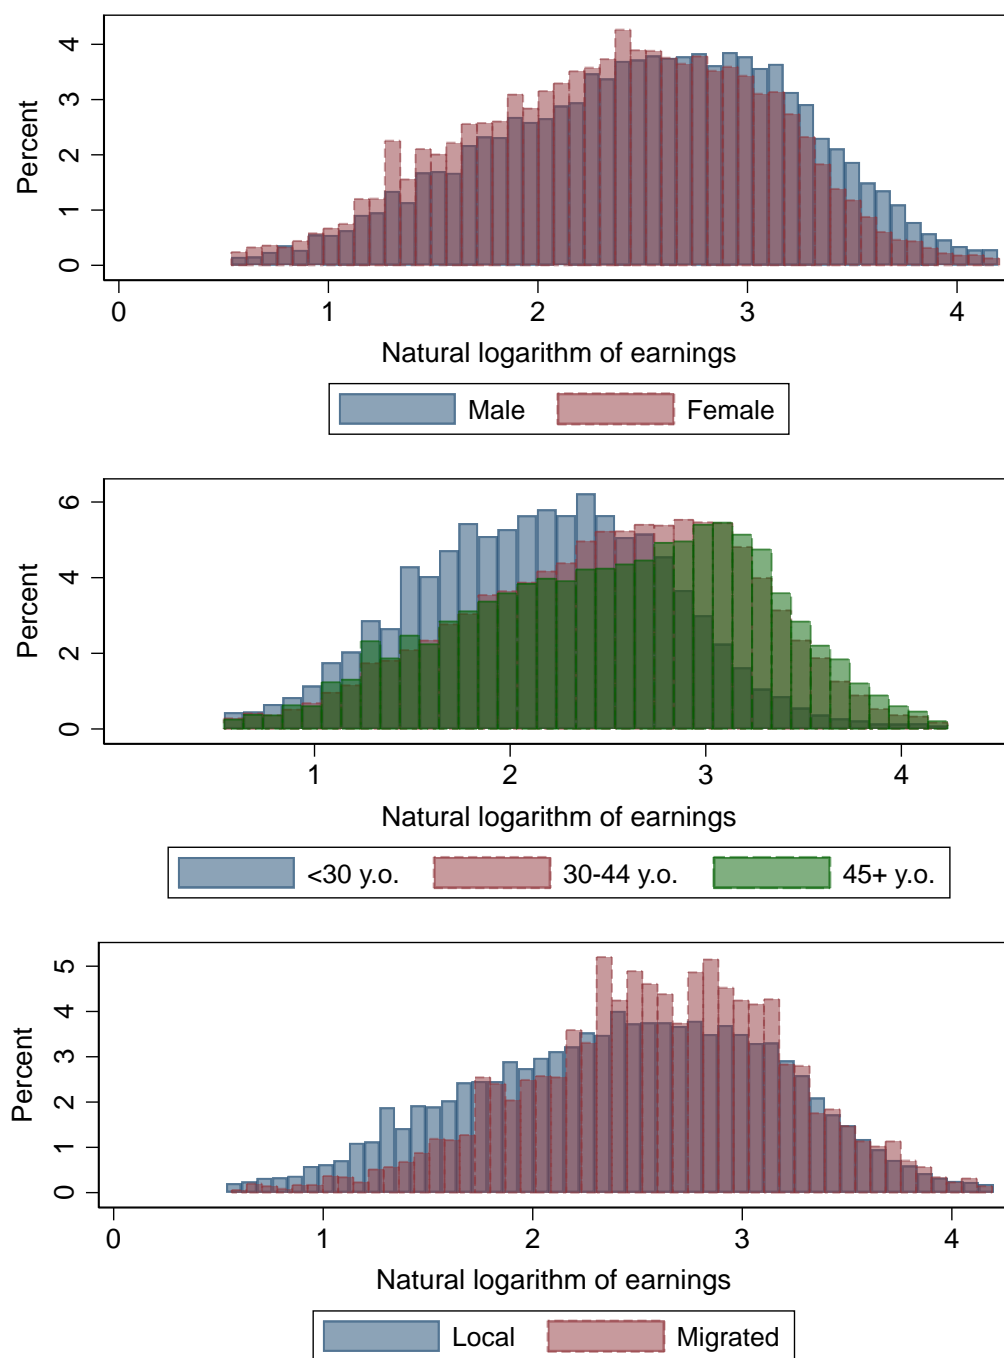 4
3
2
1
0
Percent
0 1 2 3 4
Natural logarithm of earnings
Male Female
6
4
2
0
Percent
1 2 3 4
Natural logarithm of earnings
<30 y.o. 30-44 y.o. 45+ y.o.
5
4
3
2
1
0
Percent
0 1 2 3 4
Natural logarithm of earnings
Local Migrated